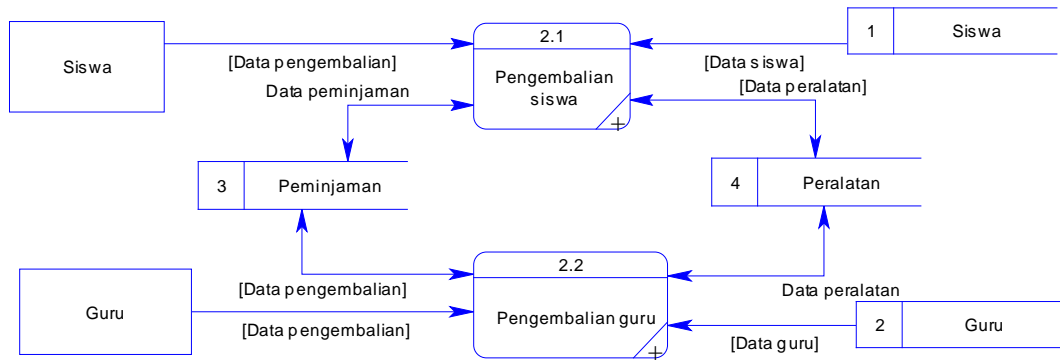 2.1
1
Siswa
Siswa
[Data pengembalian]
[Data siswa]
Pengembalian
siswa
Data peminjaman
[Data peralatan]
+
3
Peminjaman
4
Peralatan
2.2
[Data pengembalian]
Data peralatan
Guru
Pengembalian guru
2
Guru
[Data pengembalian]
[Data guru]
+